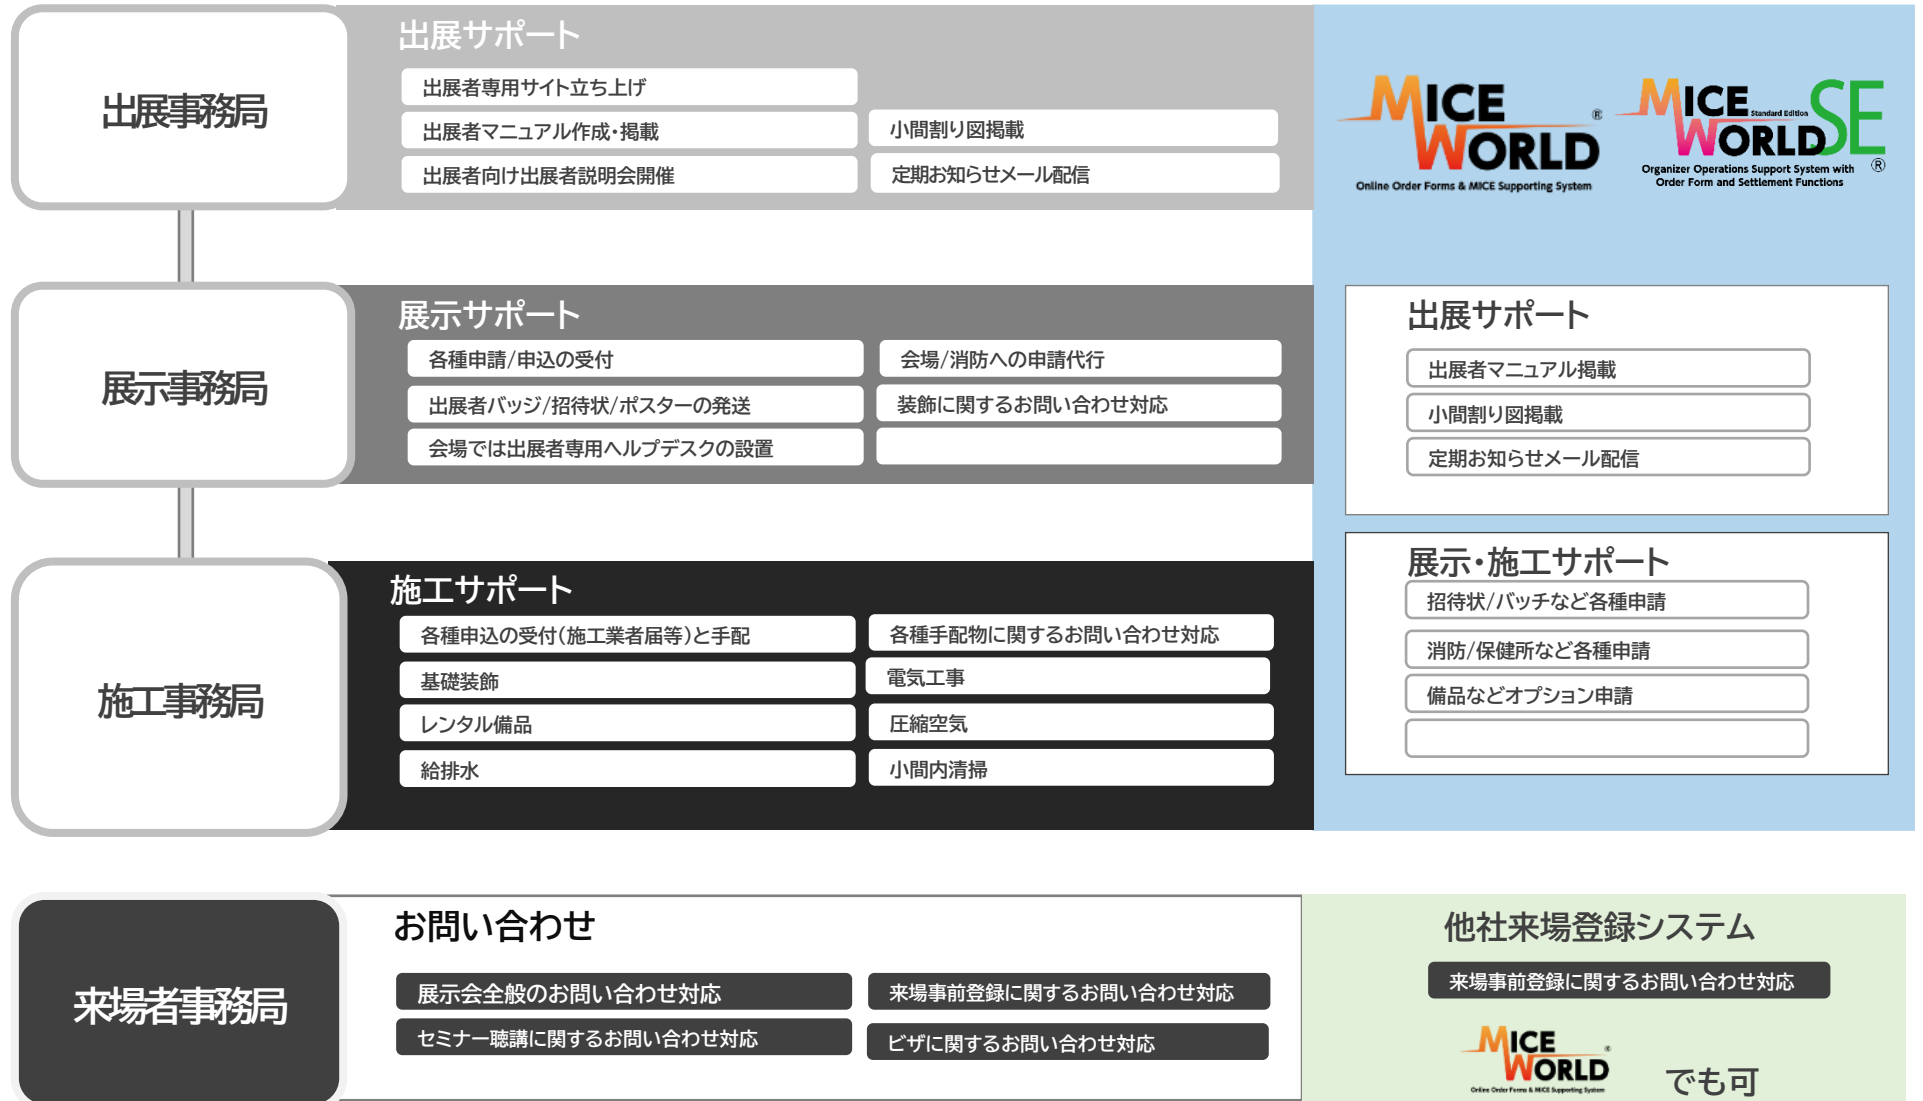 出展事務局
出展サポート
出展者専用サイト立ち上げ
出展者マニュアル作成・掲載
小間割り図掲載
出展者向け出展者説明会開催
定期お知らせメール配信
MICE
WORLD
®
Online Order Forms & MICE Supporting System
MICE
Standard Edition
SE
WORLD
®
Organizer Operations Support System with
Order Form and Settlement Functions
展示事務局
展示サポート
各種申請/申込の受付
会場/消防への申請代行
出展者バッジ/招待状/ポスターの発送
装飾に関するお問い合わせ対応
会場では出展者専用ヘルプデスクの設置
出展サポート
出展者マニュアル掲載
小間割り図掲載
定期お知らせメール配信
施工事務局
施工サポート
各種申込の受付(施工業者届等)と手配
各種手配物に関するお問い合わせ対応
基礎装飾
電気工事
レンタル備品
圧縮空気
給排水
小間内清掃
展示・施工サポート
招待状/バッチなど各種申請
消防/保健所など各種申請
備品などオプション申請
来場者事務局
お問い合わせ
展示会全般のお問い合わせ対応
来場事前登録に関するお問い合わせ対応
セミナー聴講に関するお問い合わせ対応
ビザに関するお問い合わせ対応
他社来場登録システム
来場事前登録に関するお問い合わせ対応
MICE
WORLD
®
Online Order Forms & MICE Supporting System
でも可